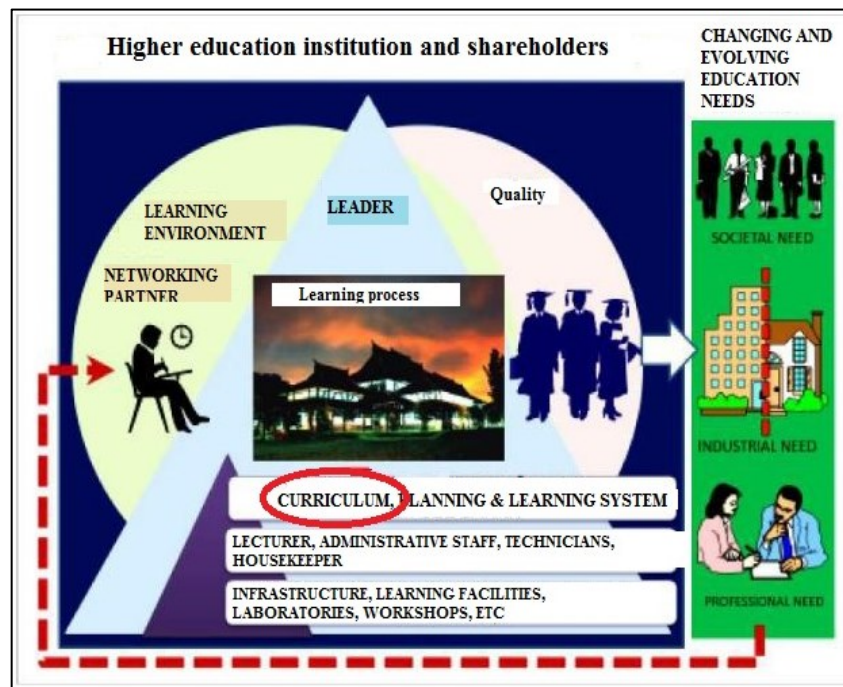 Higher education institution and shareholders
CHANGING AND
EVOLVING
EDUCATION
NEEDS
LEARNING
ENVIRONMENT
LEADER
Quality
NETWORKING
PARTNER
Learning process
SOCIETAL NEED
INDUSTRIAL NEED
CURRICULUM, PLANNING & LEARNING SYSTEM
LECTURER, ADMINISTRATIVE STAFF, TECHNICIANS,
HOUSEKEEPER
INFRASTRUCTURE, LEARNING FACILITIES,
LABORATORIES, WORKSHOPS, ETC
PROFESSIONAL NEED